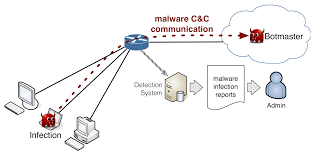 malware C&C
communication
Botmaster
Detection
System
malware
infection
reports
Admin
Infection